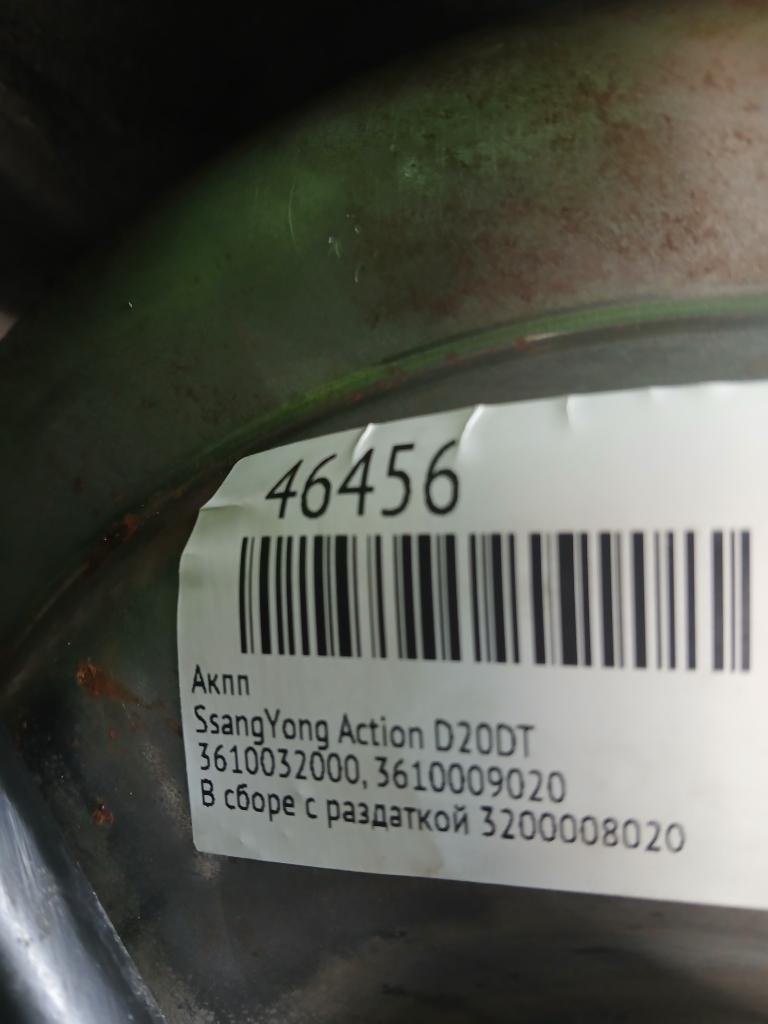 46456
Акпп
SsangYong Action D20DT
3610032000, 3610009020
В сборе с раздаткой 3200008020